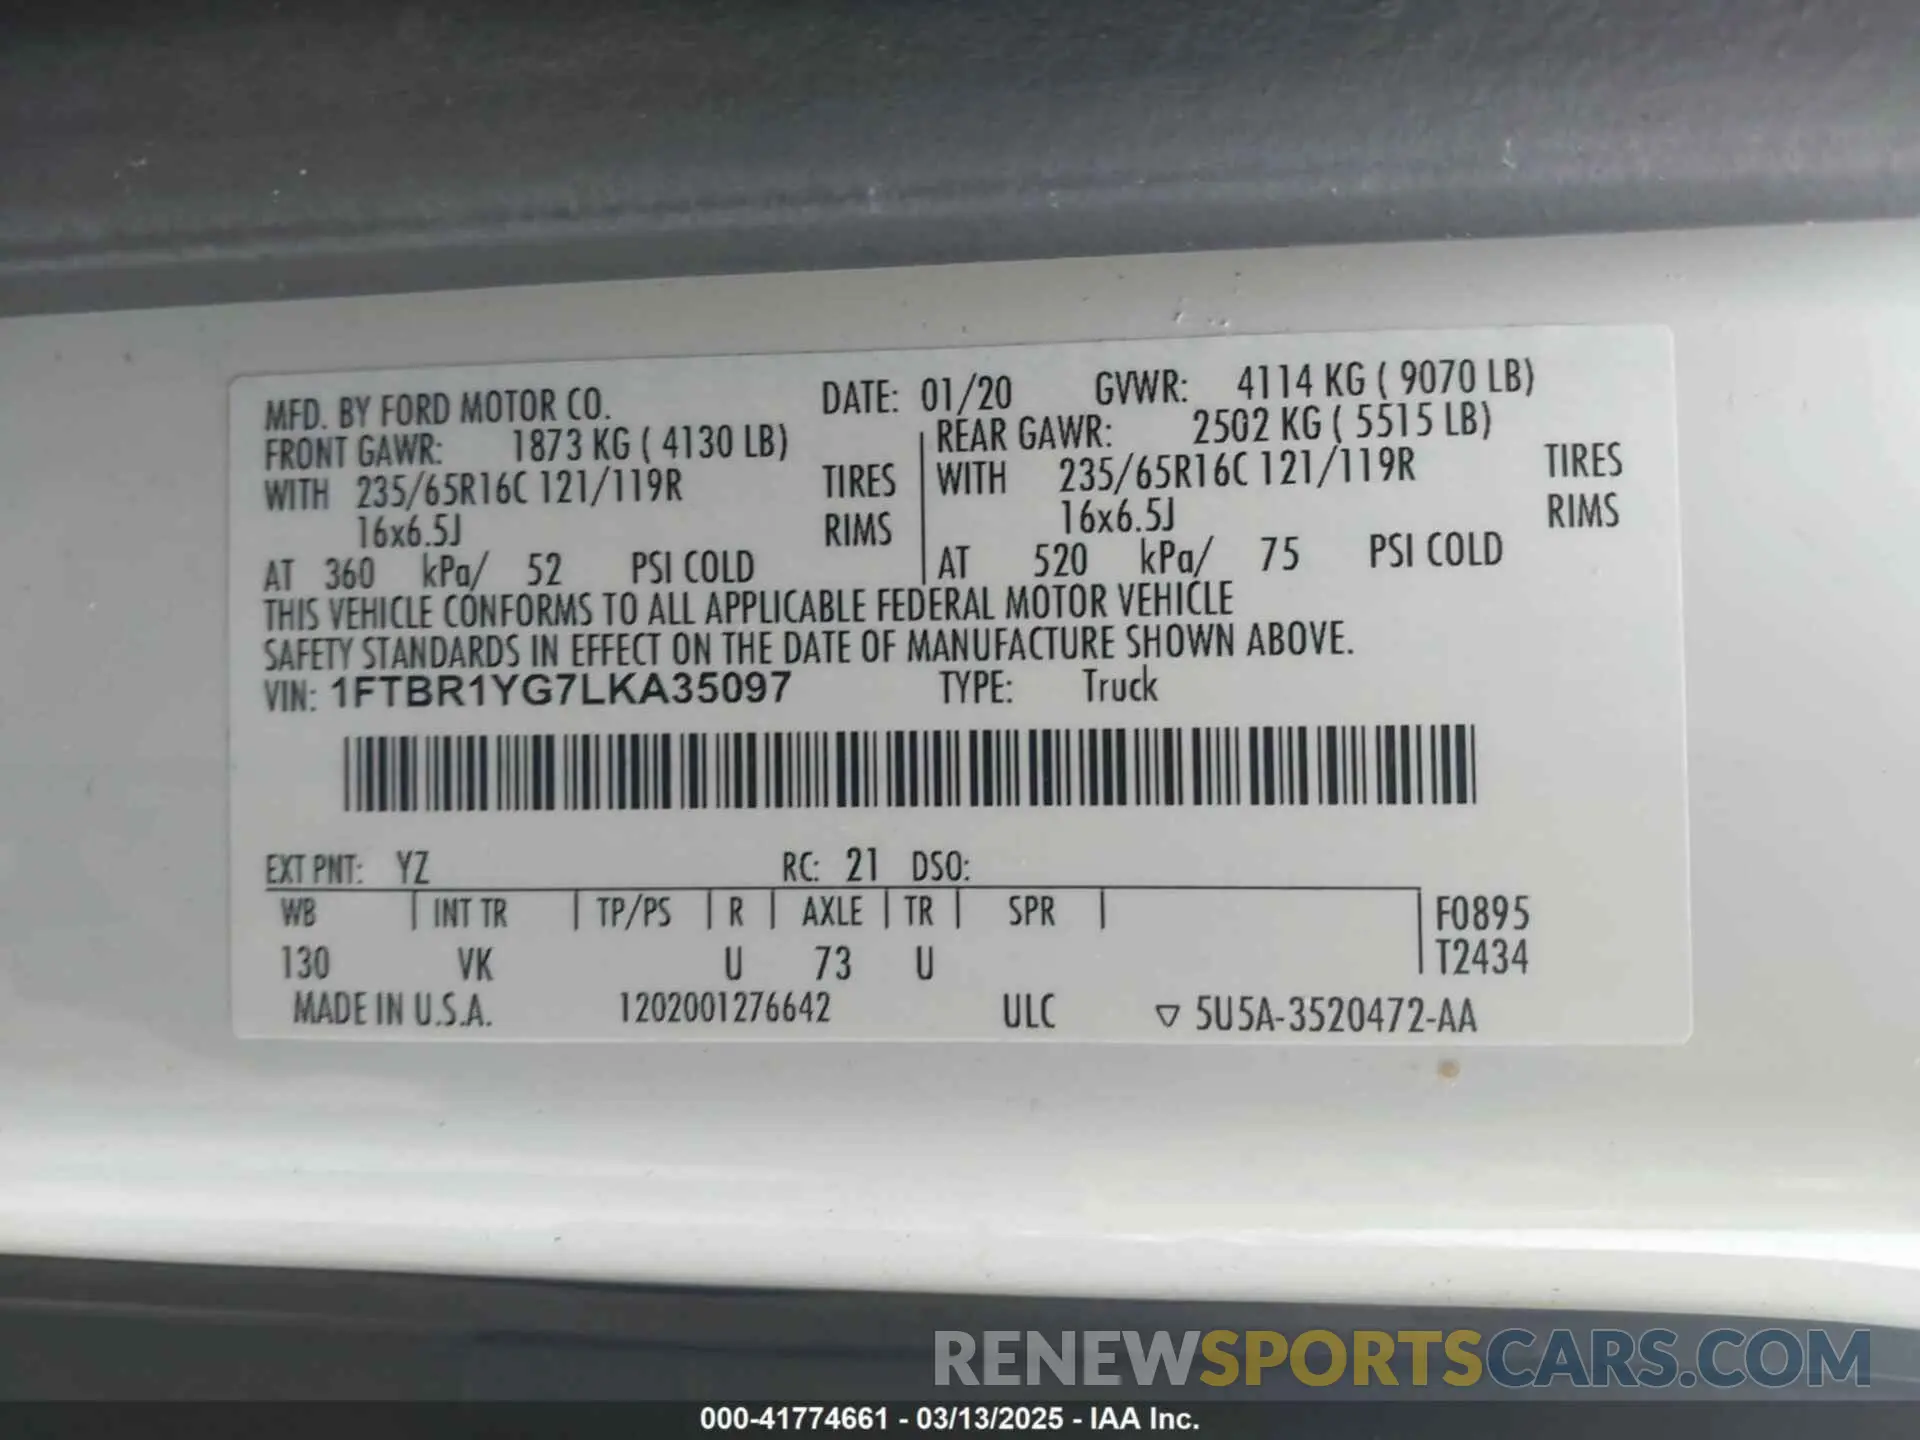 MFD. BY FORD MOTOR CO. DATE: 01/20 GVWR: 4114 KG ( 9070 LB)
FRONT GAWR: 1873 KG ( 4130 LB) REAR GAWR: 2502 KG ( 5515 LB)
WITH 235/65R16C 121/119R TIRES WITH 235/65R16C 121/119R TIRES
16x6.5J RIMS 16x6.5J RIMS
AT 360 kPa/ 52 PSI COLD AT 520 kPa/ 75 PSI COLD
THIS VEHICLE CONFORMS TO ALL APPLICABLE FEDERAL MOTOR VEHICLE
SAFETY STANDARDS IN EFFECT ON THE DATE OF MANUFACTURE SHOWN ABOVE.
VIN: 1FTBR1YG7LKA35097 TYPE: Truck
EXT PNT: YZ RC: 21 DSO:
WB INT TR TP/PS R AXLE TR SPR F0895
130 VK U 73 U T2434
MADE IN U.S.A. 1202001276642 ULC ▽ 5U5A-3520472-AA
RENEWSPORTSCARS.COM
000-41774661 - 03/13/2025 - IAA Inc.